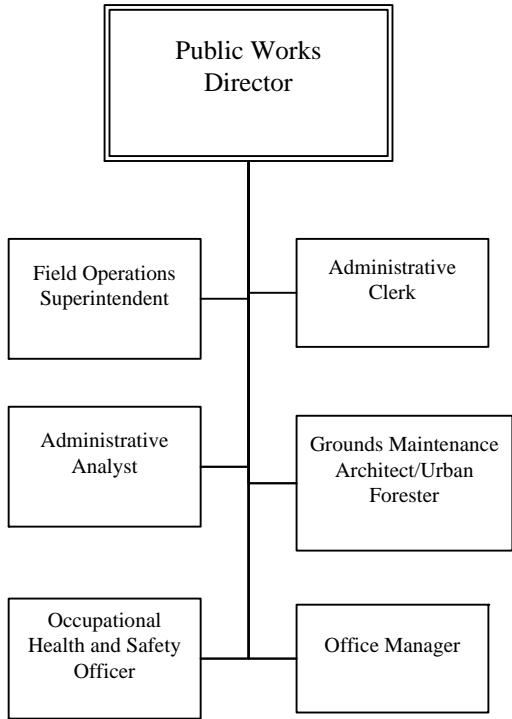 Public Works
Director
Field Operations
Superintendent
Administrative
Clerk
Administrative
Analyst
Grounds Maintenance
Architect/Urban
Forester
Occupational
Health and Safety
Officer
Office Manager